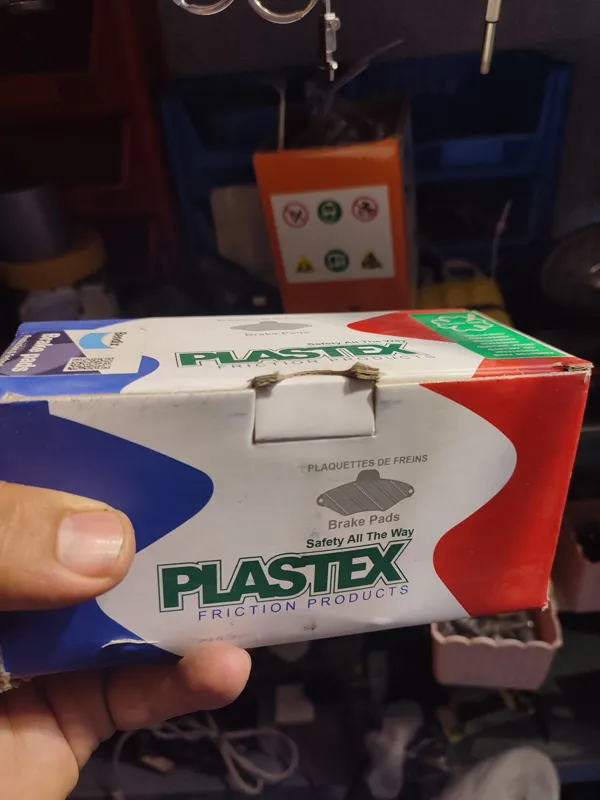 Brake Pads
Safety All The Way
PLASTEX
FRICTION PRODUCTS
PLAQUETTES DE FREINS
Brake Pads
Safety All The Way
PLASTEX
FRICTION PRODUCTS